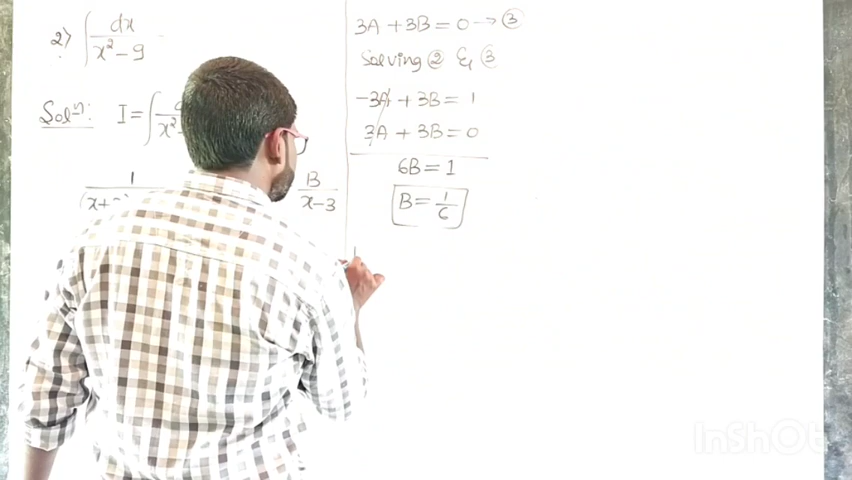 2) ∫ dx / x² - 9
Solⁿ: I = ∫
1 / (x+
B / x-3
3A + 3B = 0 → ③
Solving ② & ③
-3A + 3B = 1
3A + 3B = 0
6B = 1
B = 1/6
InShOt